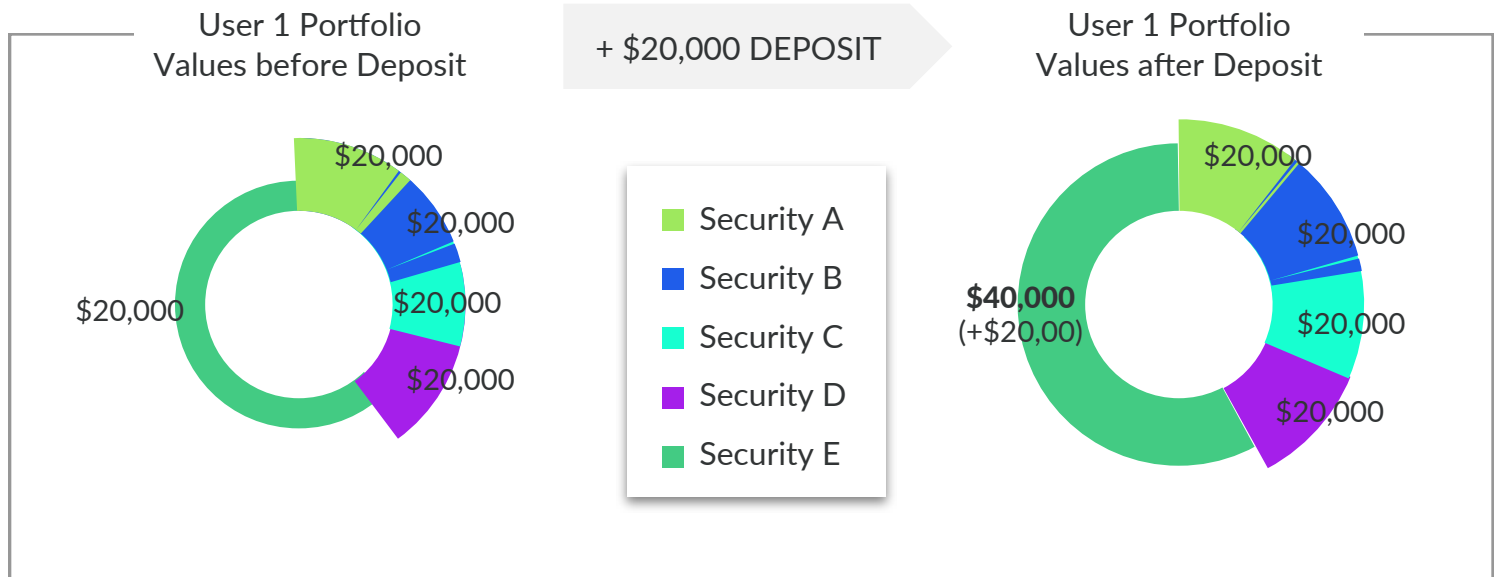 User 1 Portfolio
Values before Deposit
+ $20,000 DEPOSIT
User 1 Portfolio
Values after Deposit
$20,000
$20,000
$20,000
$20,000
$20,000
Security A
Security B
Security C
Security D
Security E
$20,000
$20,000
$40,000
(+$20,00)
$20,000
$20,000